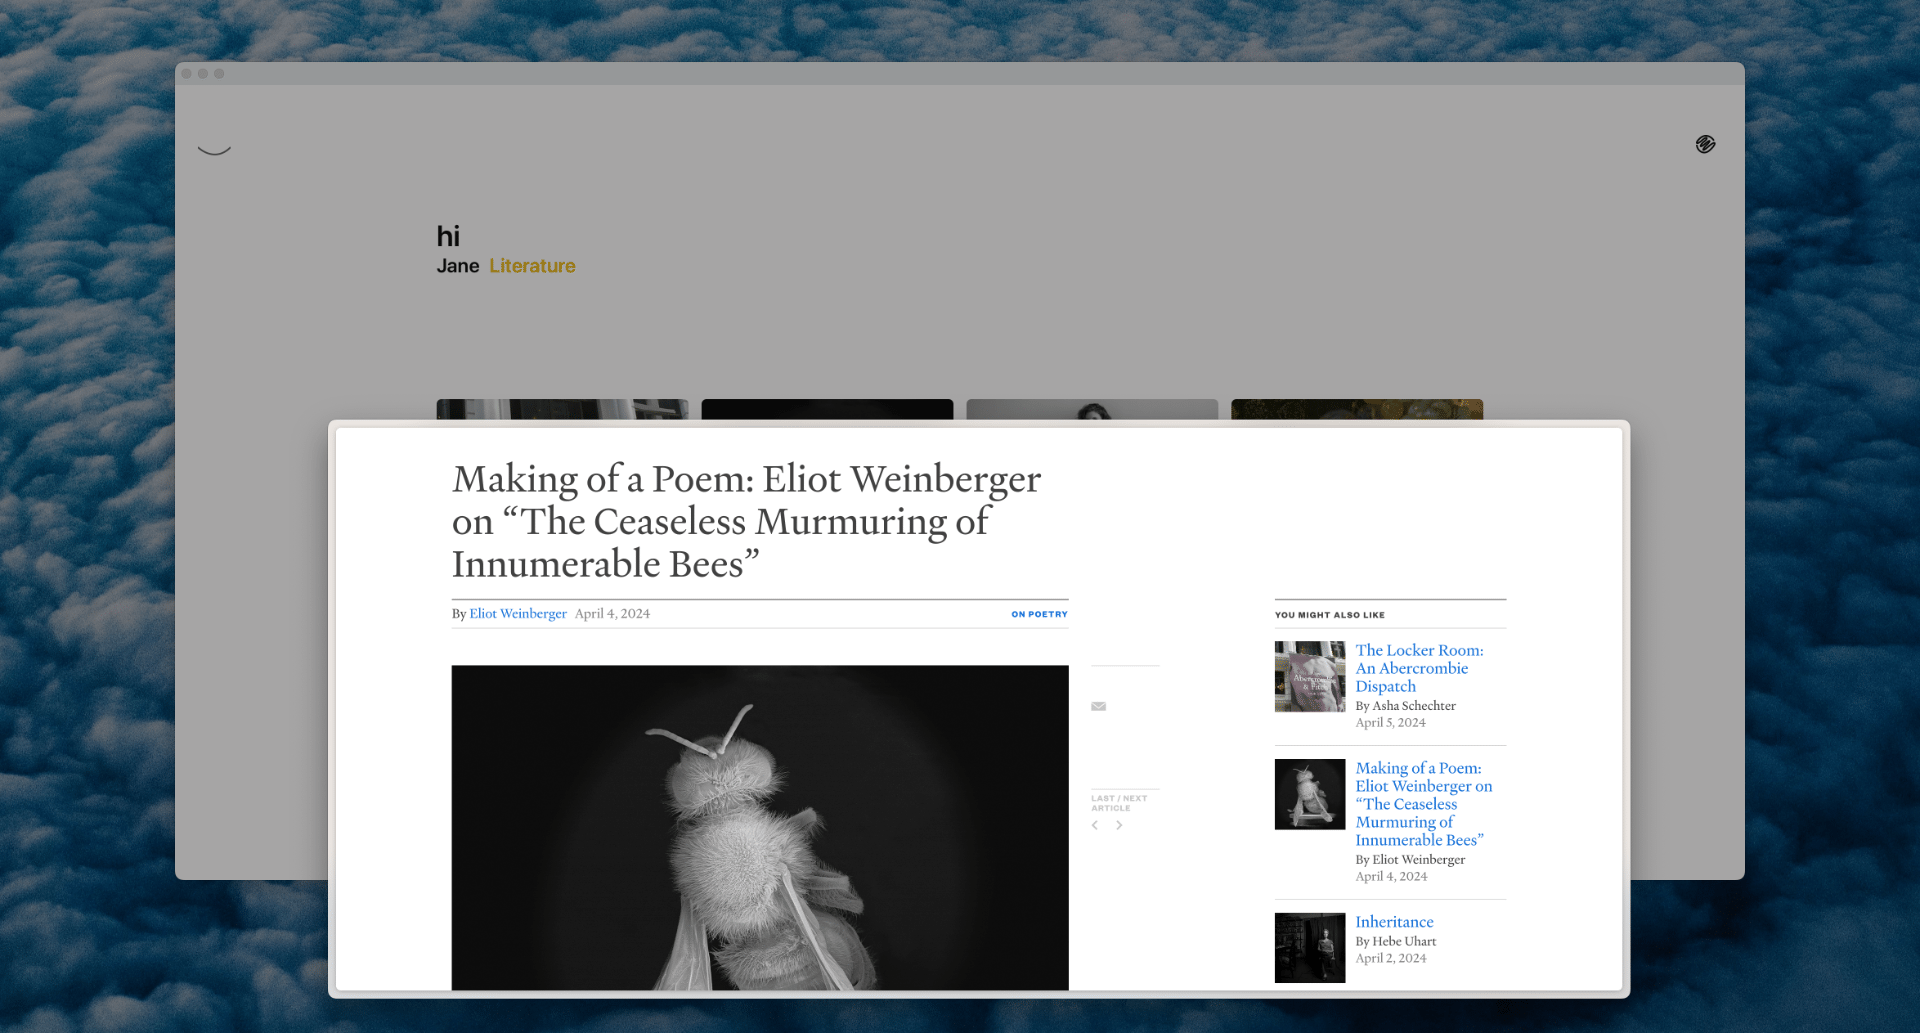 hi
Jane Literature
Making of a Poem: Eliot Weinberger
on “The Ceaseless Murmuring of
Innumerable Bees”
By Eliot Weinberger April 4, 2024
ON POETRY
LAST / NEXT
ARTICLE
YOU MIGHT ALSO LIKE
Abercrombie
& Fitch
The Locker Room:
An Abercrombie
Dispatch
By Asha Schechter
April 5, 2024
Making of a Poem:
Eliot Weinberger on
“The Ceaseless
Murmuring of
Innumerable Bees”
By Eliot Weinberger
April 4, 2024
Inheritance
By Hebe Uhart
April 2, 2024